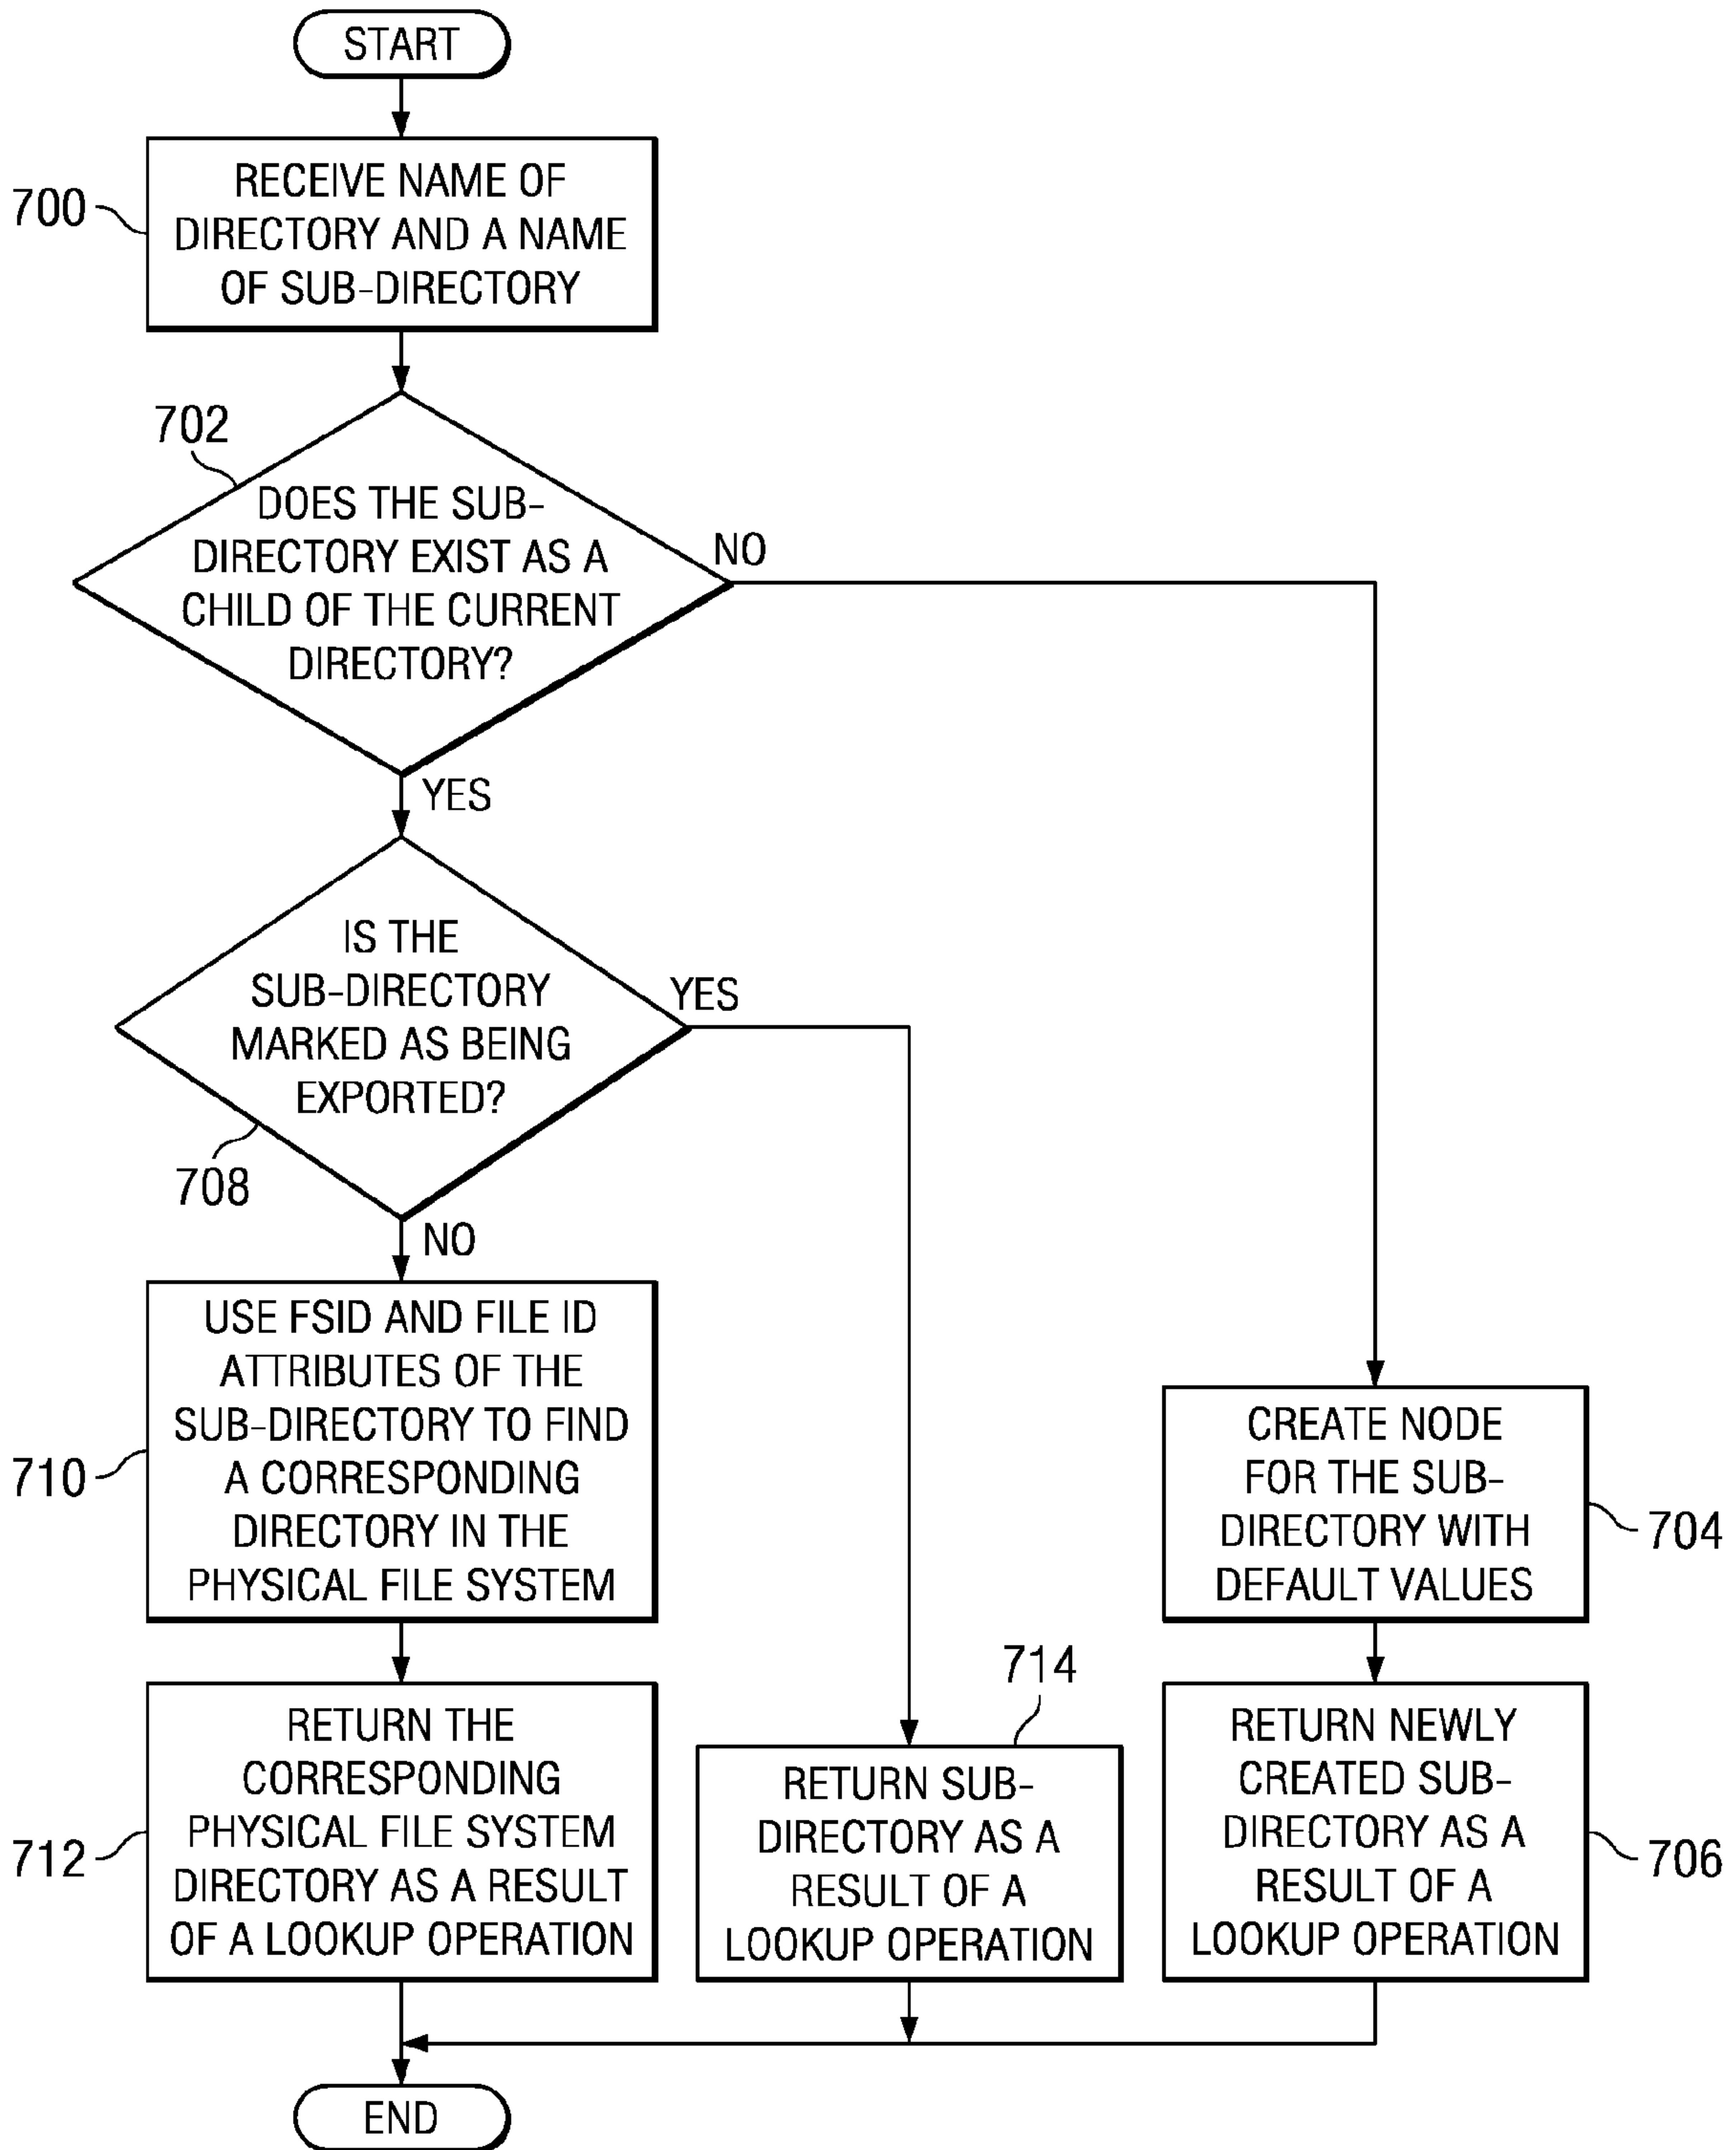 START
700
RECEIVE NAME OF
DIRECTORY AND A NAME
OF SUB-DIRECTORY
702
DOES THE SUB-
DIRECTORY EXIST AS A
CHILD OF THE CURRENT
DIRECTORY?
NO
YES
IS THE
SUB-DIRECTORY
MARKED AS BEING
EXPORTED?
YES
708
NO
710
USE FSID AND FILE ID
ATTRIBUTES OF THE
SUB-DIRECTORY TO FIND
A CORRESPONDING
DIRECTORY IN THE
PHYSICAL FILE SYSTEM
CREATE NODE
FOR THE SUB-
DIRECTORY WITH
DEFAULT VALUES
704
712
RETURN THE
CORRESPONDING
PHYSICAL FILE SYSTEM
DIRECTORY AS A RESULT
OF A LOOKUP OPERATION
714
RETURN SUB-
DIRECTORY AS A
RESULT OF A
LOOKUP OPERATION
RETURN NEWLY
CREATED SUB-
DIRECTORY AS A
RESULT OF A
LOOKUP OPERATION
706
END